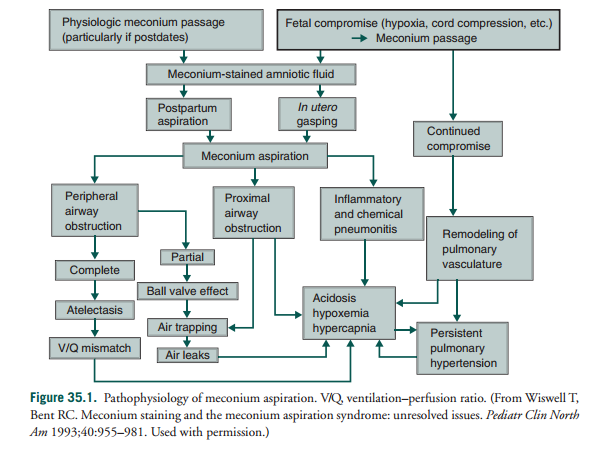 Physiologic meconium passage
(particularly if postdates)
Fetal compromise (hypoxia, cord compression, etc.)
→ Meconium passage
Meconium-stained amniotic fluid
Postpartum
aspiration
In utero
gasping
Continued
compromise
Meconium aspiration
Peripheral
airway
obstruction
Proximal
airway
obstruction
Inflammatory
and chemical
pneumonitis
Remodeling of
pulmonary
vasculature
Partial
Complete
Ball valve effect
Atelectasis
Air trapping
Acidosis
hypoxemia
hypercapnia
V/Q mismatch
Air leaks
Persistent
pulmonary
hypertension
Figure 35.1. Pathophysiology of meconium aspiration. V/Q, ventilation–perfusion ratio. (From Wiswell T,
Bent RC. Meconium staining and the meconium aspiration syndrome: unresolved issues. Pediatr Clin North
Am 1993;40:955–981. Used with permission.)